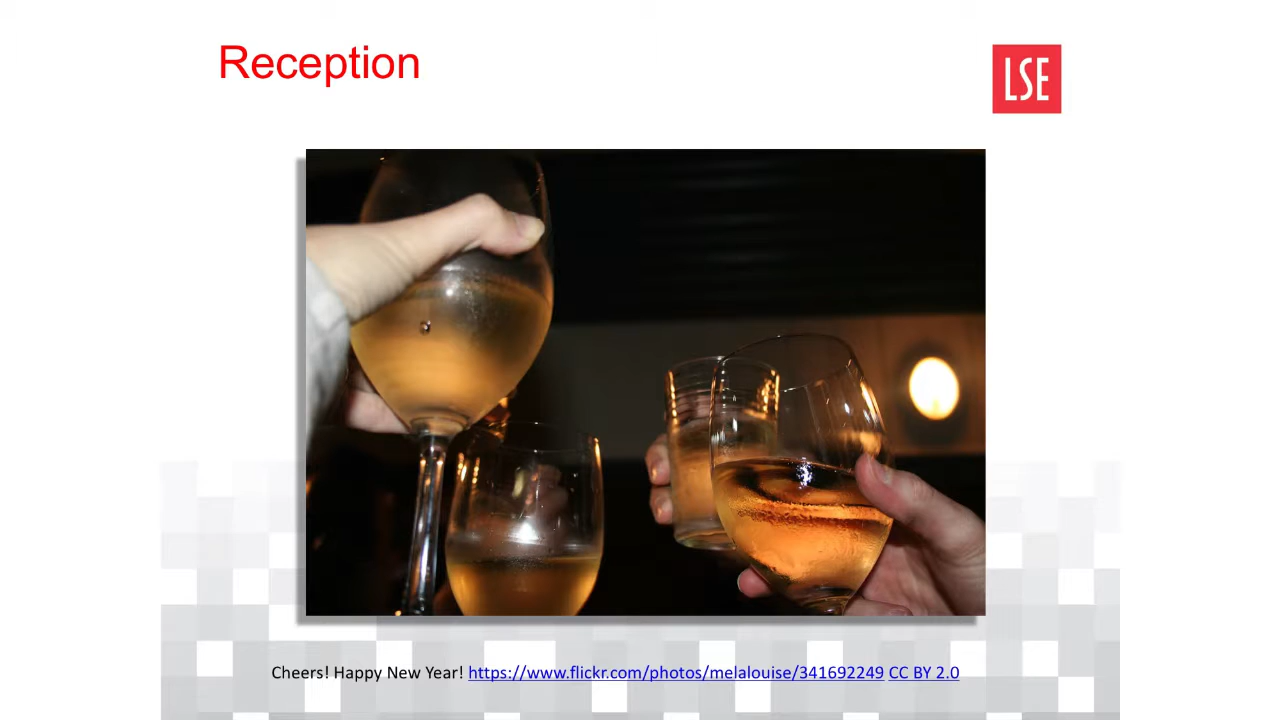 Reception
LSE
Cheers! Happy New Year! https://www.flickr.com/photos/melalouise/341692249 CC BY 2.0